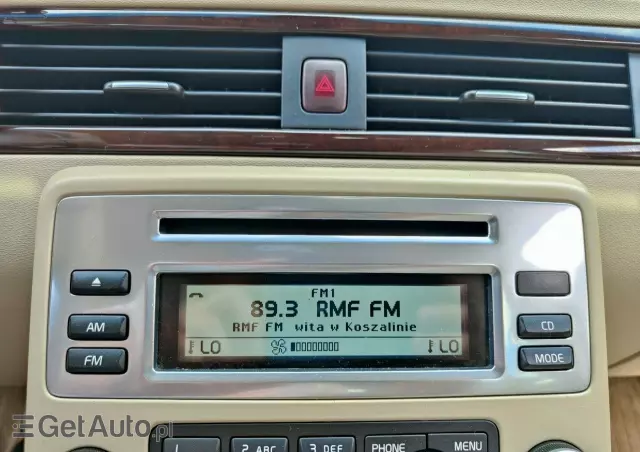 FM1
89.3 RMF FM
RMF FM wita w Koszalinie
LO LO
AM
FM
CD
MODE
1 2 ABC 3 DEF PHONE MENU
GetAuto.pl